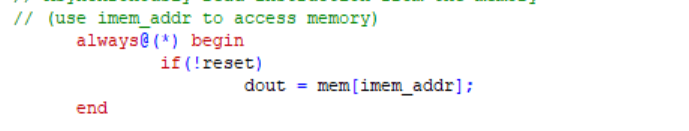 // (use imem_addr to access memory)
always@(*) begin
if(!reset)
dout = mem[imem_addr];
end